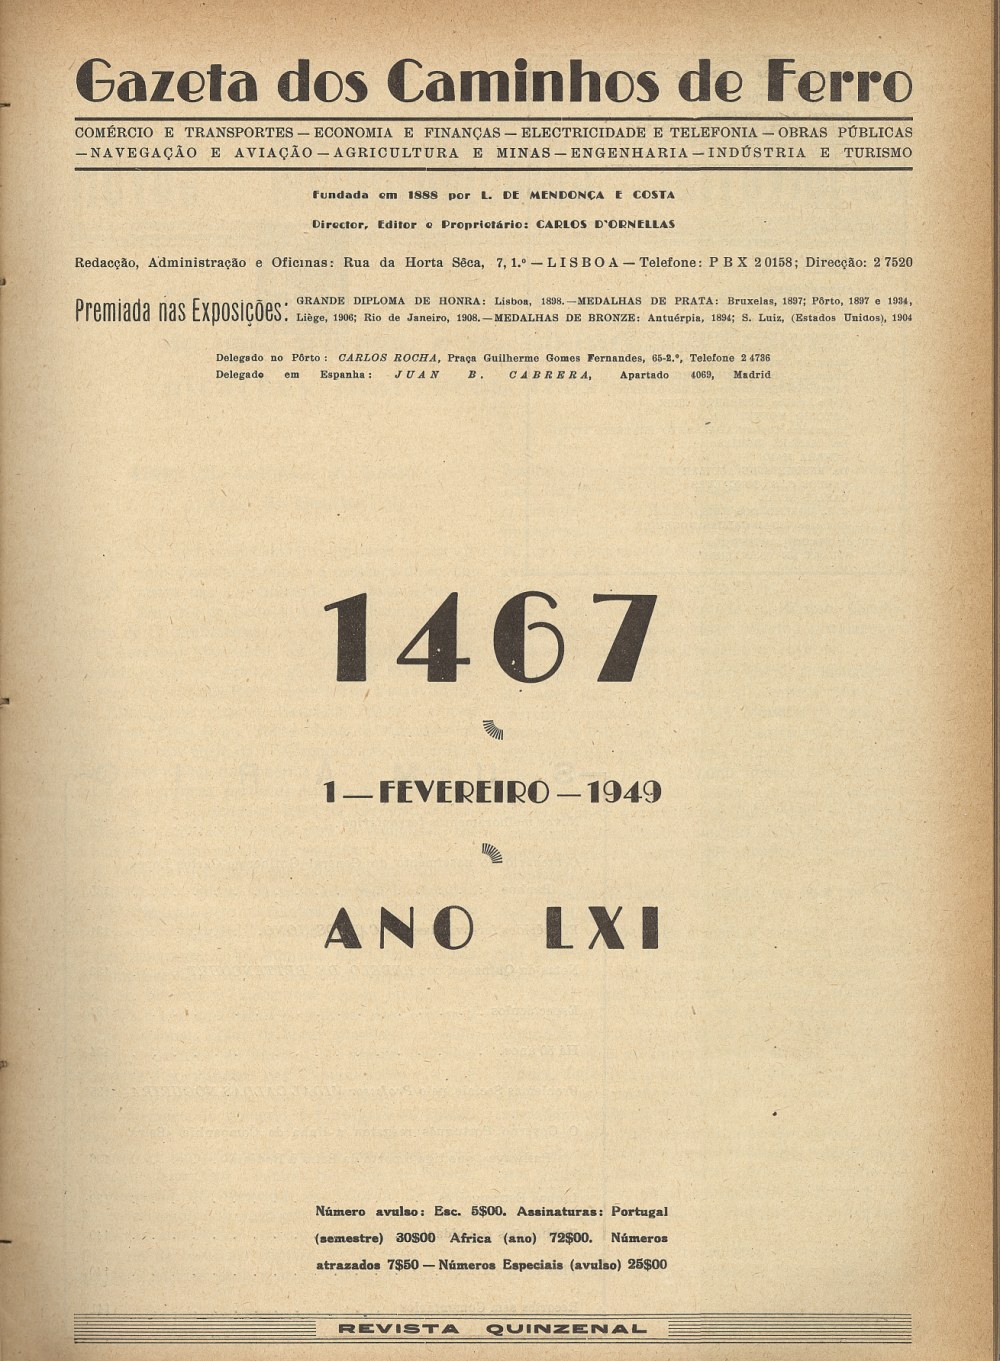 Gazeta dos Caminhos de Ferro
COMÉRCIO E TRANSPORTES — ECONOMIA E FINANÇAS — ELECTRICIDADE E TELEFONIA — OBRAS PÚBLICAS
— NAVEGAÇÃO E AVIAÇÃO — AGRICULTURA E MINAS — ENGENHARIA — INDÚSTRIA E TURISMO
Fundada em 1888 por L. DE MENDONÇA E COSTA
Director, Editor e Proprietário: CARLOS D'ORNELLAS
Redacção, Administração e Oficinas: Rua da Horta Sêca, 7, 1.º — LISBOA — Telefone: PBX 2 0158; Direcção: 2 7520
Premiada nas Exposições: GRANDE DIPLOMA DE HONRA: Lisboa, 1898. — MEDALHAS DE PRATA: Bruxelas, 1897; Pôrto, 1897 e 1934,
Liège, 1906; Rio de Janeiro, 1908. — MEDALHAS DE BRONZE: Antuérpia, 1894; S. Luiz, (Estados Unidos), 1904
Delegado no Pôrto: CARLOS ROCHA, Praça Guilherme Gomes Fernandes, 65-2.º, Telefone 2 4736
Delegado em Espanha: JUAN B. CABRERA, Apartado 4069, Madrid
1467
1 — FEVEREIRO — 1949
ANO LXI
Número avulso: Esc. 5$00. Assinaturas: Portugal
(semestre) 30$00 Africa (ano) 72$00. Números
atrazados 7$50 — Números Especiais (avulso) 25$00
REVISTA QUINZENAL